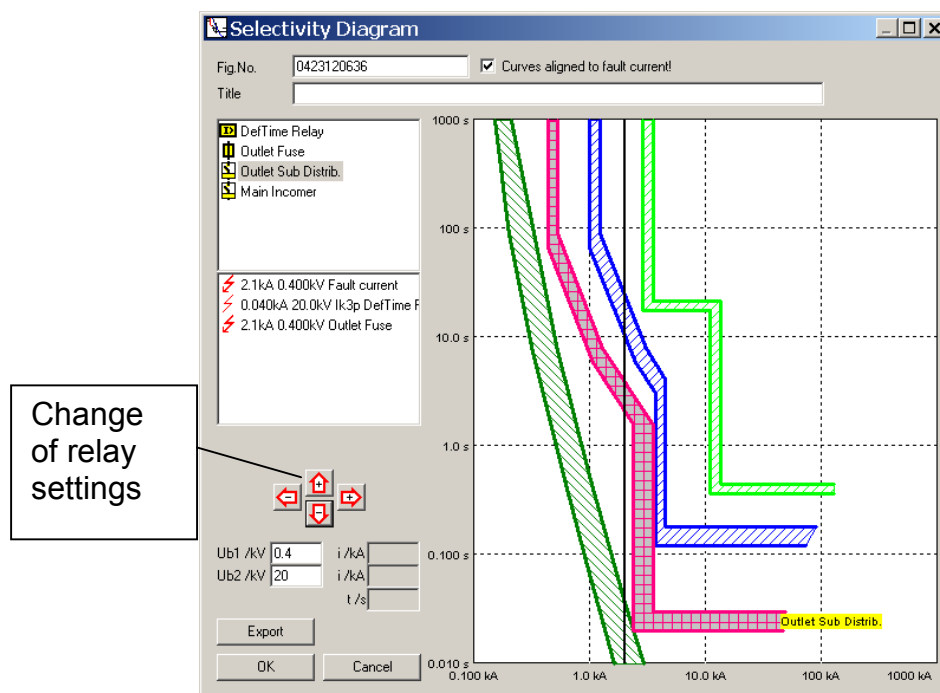 Selectivity Diagram
Fig.No. 0423120636 Curves aligned to fault current!
Title
DefTime Relay
Outlet Fuse
Outlet Sub Distrib.
Main Incomer
2.1kA 0.400kV Fault current
0.040kA 20.0kV Ik3p DefTime F
2.1kA 0.400kV Outlet Fuse
Change
of relay
settings
Ub1 /kV 0.4 i /kA
Ub2 /kV 20 i /kA
t /s
Export
OK Cancel
1000 s
100 s
10.0 s
1.0 s
0.100 s
0.010 s
Outlet Sub Distrib.
0.100 kA 1.0 kA 10.0 kA 100 kA 1000 kA